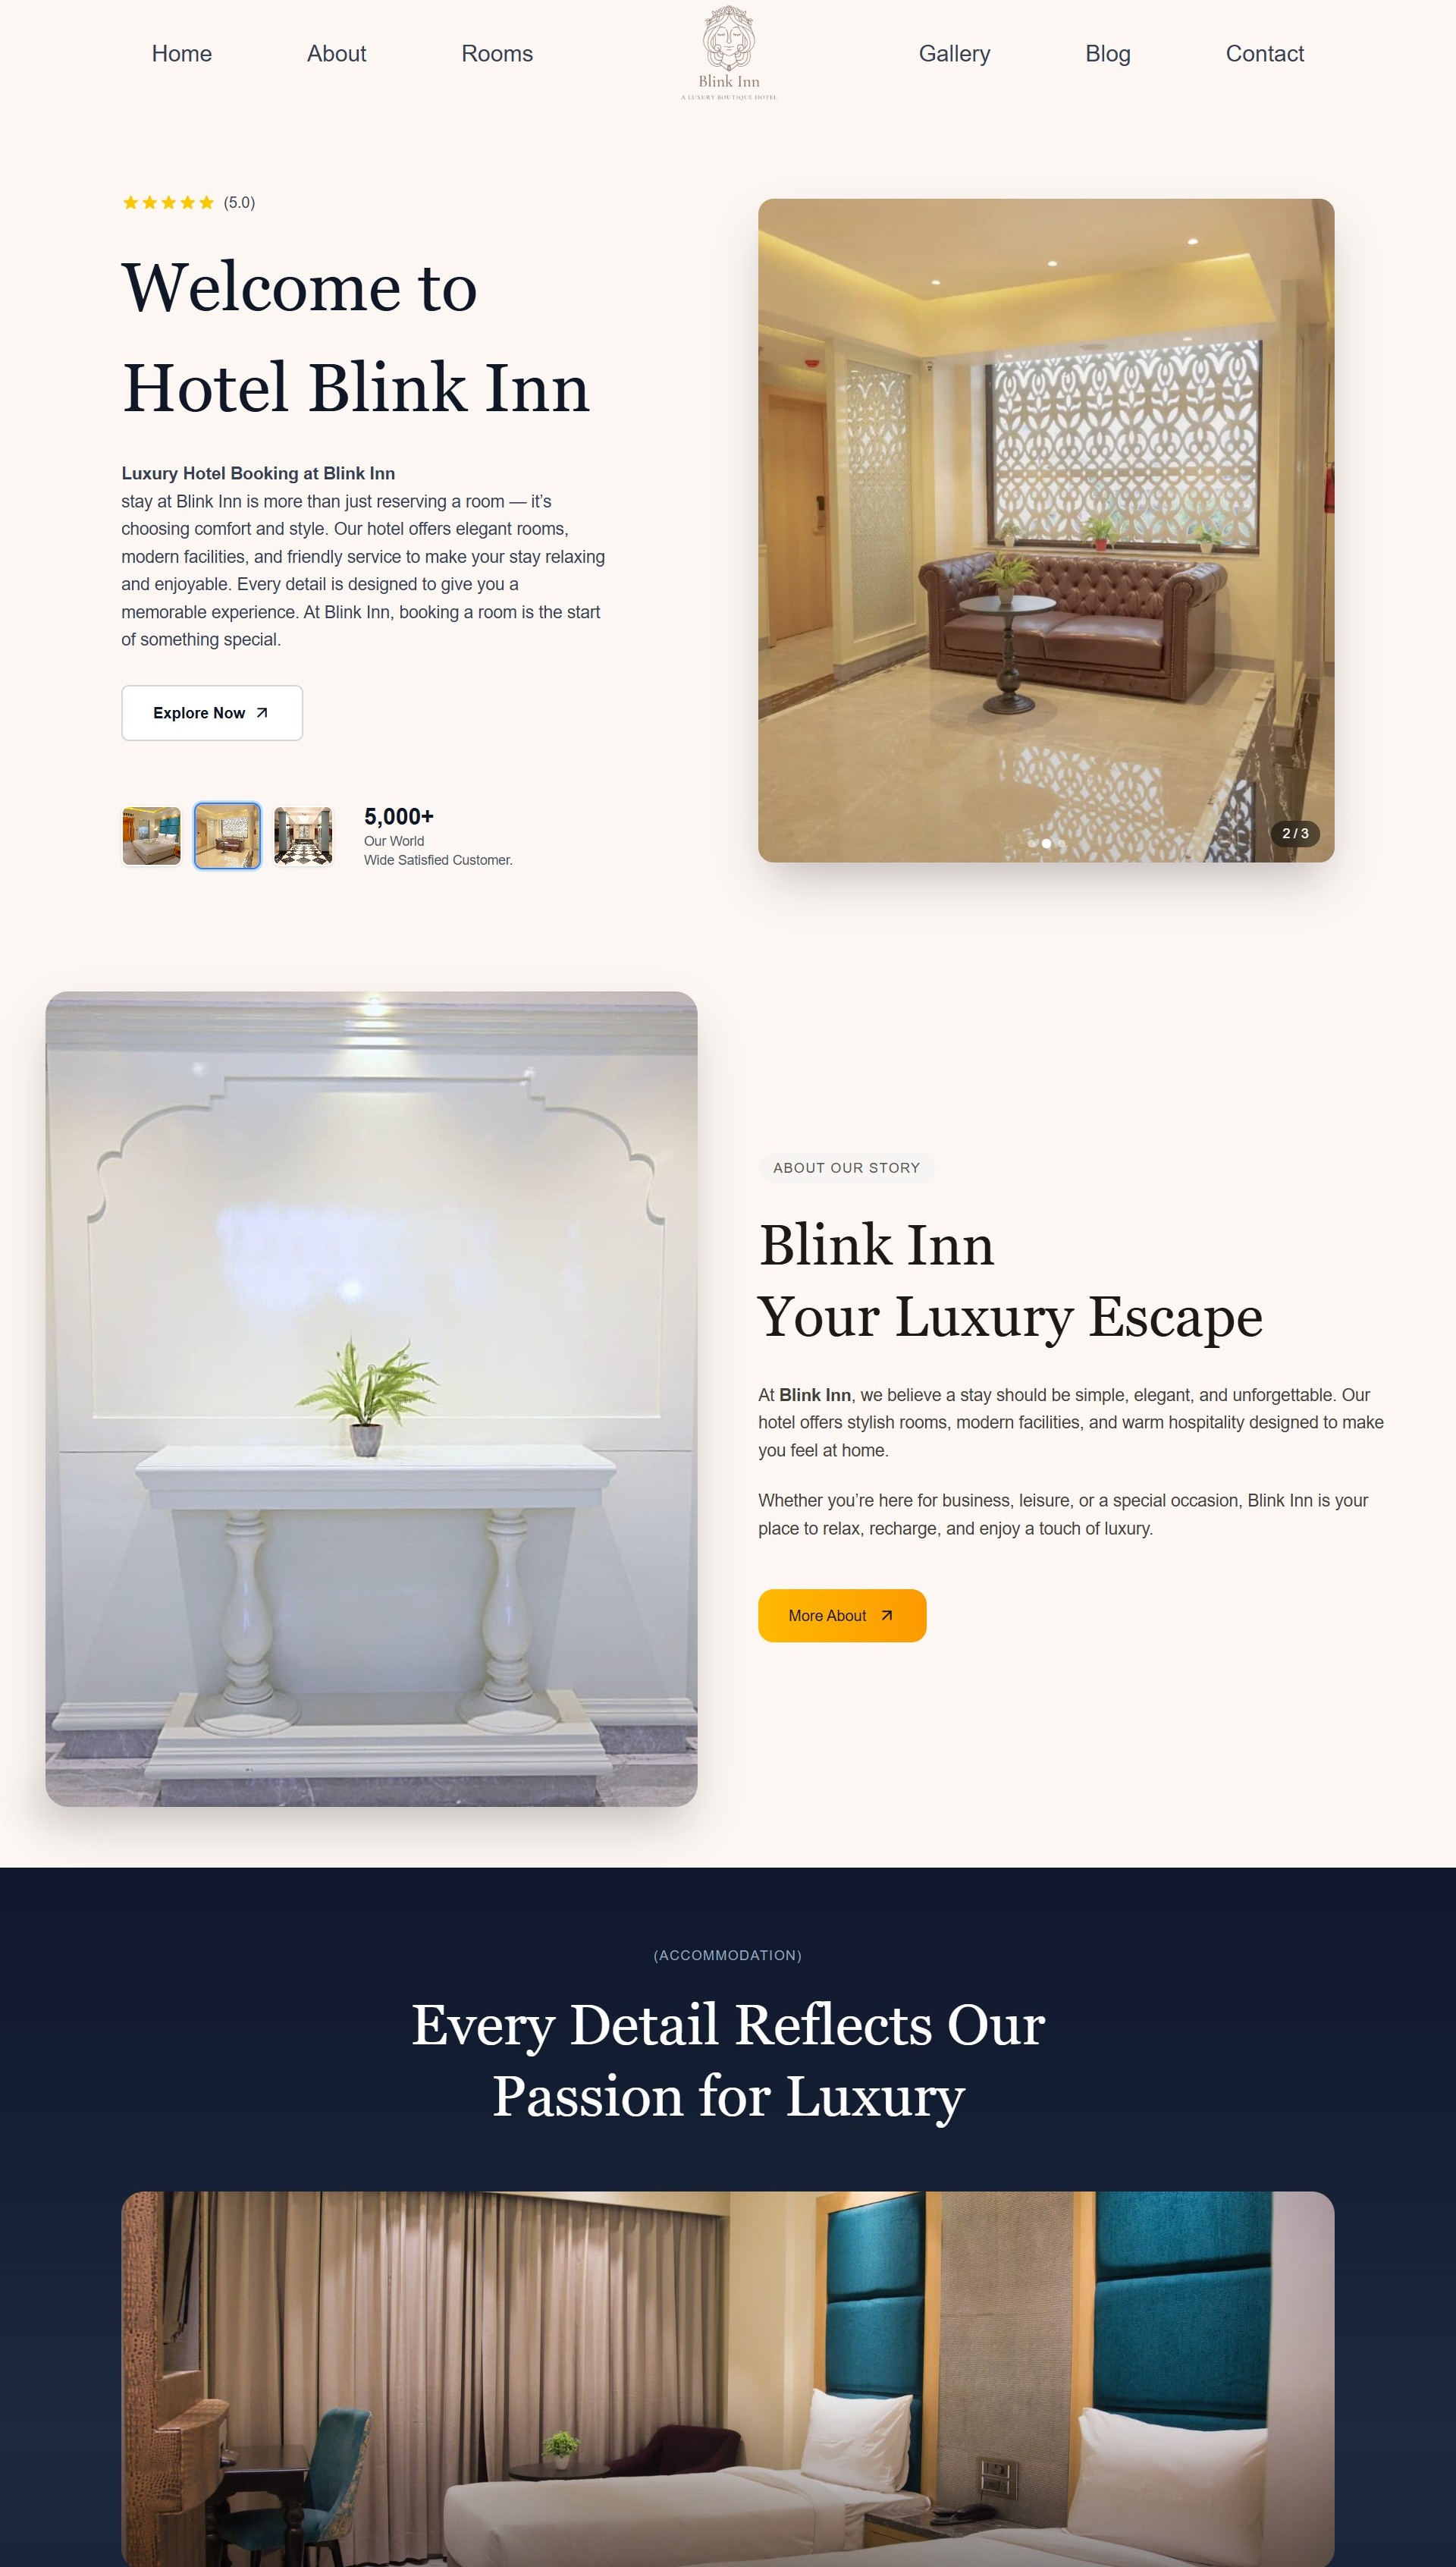 Home
About
Rooms
Blink Inn
A LUXURY BOUTIQUE HOTEL
Gallery
Blog
Contact
(5.0)
Welcome to
Hotel Blink Inn
Luxury Hotel Booking at Blink Inn
stay at Blink Inn is more than just reserving a room — it’s
choosing comfort and style. Our hotel offers elegant rooms,
modern facilities, and friendly service to make your stay relaxing
and enjoyable. Every detail is designed to give you a
memorable experience. At Blink Inn, booking a room is the start
of something special.
Explore Now
5,000+
Our World
Wide Satisfied Customer.
2 / 3
ABOUT OUR STORY
Blink Inn
Your Luxury Escape
At Blink Inn, we believe a stay should be simple, elegant, and unforgettable. Our
hotel offers stylish rooms, modern facilities, and warm hospitality designed to make
you feel at home.
Whether you’re here for business, leisure, or a special occasion, Blink Inn is your
place to relax, recharge, and enjoy a touch of luxury.
More About
(ACCOMMODATION)
Every Detail Reflects Our
Passion for Luxury